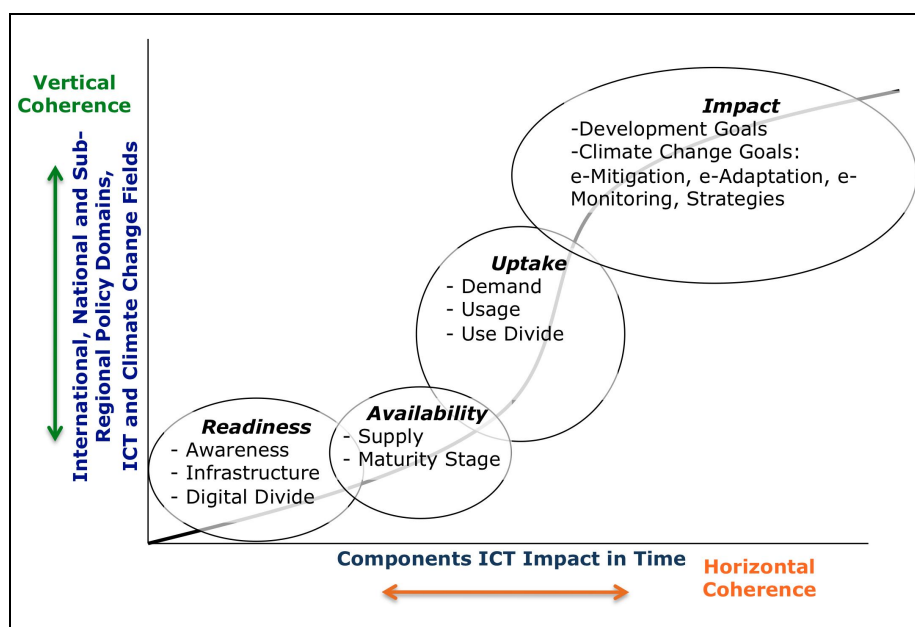 Vertical
Coherence
International, National and Sub-
Regional Policy Domains,
ICT and Climate Change Fields
Impact
-Development Goals
-Climate Change Goals:
e-Mitigation, e-Adaptation, e-
Monitoring, Strategies
Uptake
- Demand
- Usage
- Use Divide
Availability
- Supply
- Maturity Stage
Readiness
- Awareness
- Infrastructure
- Digital Divide
Components ICT Impact in Time
Horizontal
Coherence